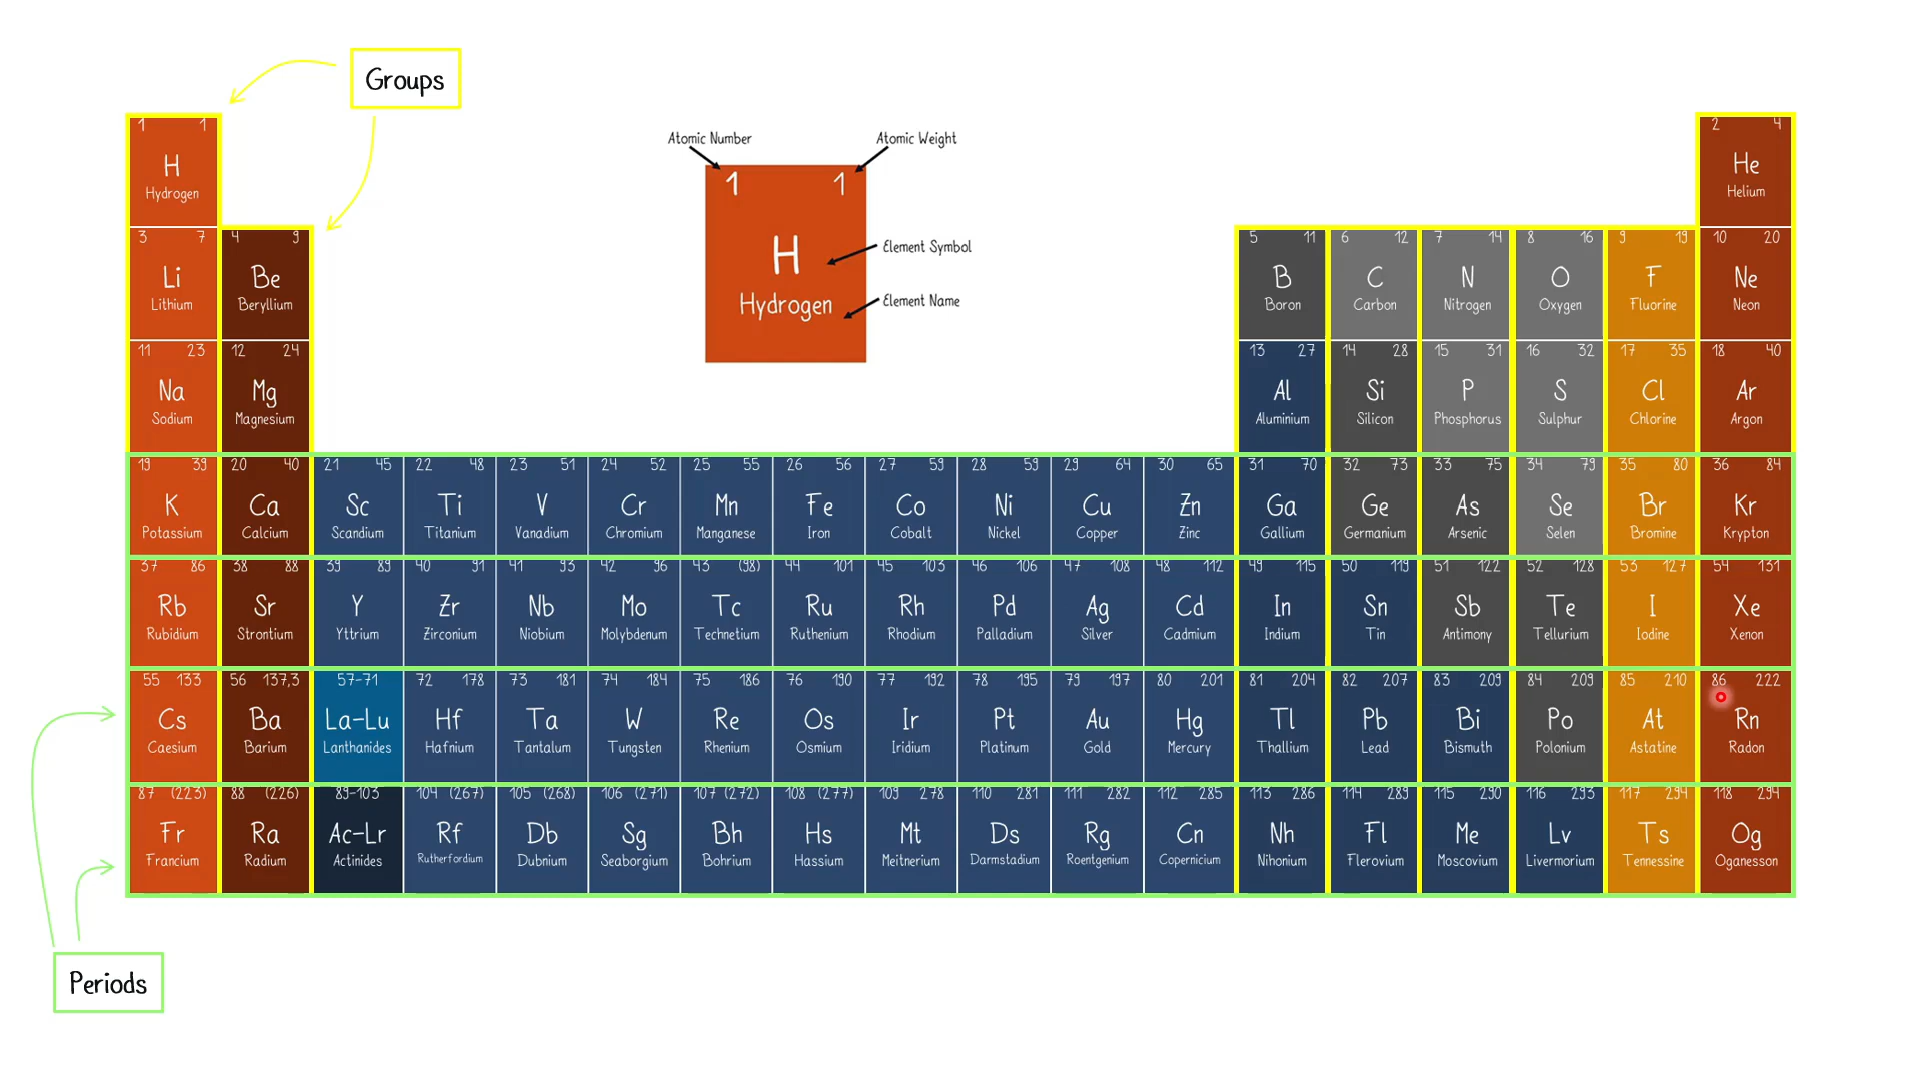 Groups
Atomic Number Atomic Weight
1 1
H
Hydrogen
Element Symbol
Element Name
1 1 2 4
H He
Hydrogen Helium
3 7 4 9 5 11 6 12 7 14 8 16 9 19 10 20
Li Be B C N O F Ne
Lithium Beryllium Boron Carbon Nitrogen Oxygen Fluorine Neon
11 23 12 24 13 27 14 28 15 31 16 32 17 35 18 40
Na Mg Al Si P S Cl Ar
Sodium Magnesium Aluminium Silicon Phosphorus Sulphur Chlorine Argon
19 39 20 40 21 45 22 48 23 51 24 52 25 55 26 56 27 59 28 59 29 64 30 65 31 70 32 73 33 75 34 79 35 80 36 84
K Ca Sc Ti V Cr Mn Fe Co Ni Cu Zn Ga Ge As Se Br Kr
Potassium Calcium Scandium Titanium Vanadium Chromium Manganese Iron Cobalt Nickel Copper Zinc Gallium Germanium Arsenic Selen Bromine Krypton
37 86 38 88 39 89 40 91 41 93 42 96 43 (98) 44 101 45 103 46 106 47 108 48 112 49 115 50 119 51 122 52 128 53 127 54 131
Rb Sr Y Zr Nb Mo Tc Ru Rh Pd Ag Cd In Sn Sb Te I Xe
Rubidium Strontium Yttrium Zirconium Niobium Molybdenum Technetium Ruthenium Rhodium Palladium Silver Cadmium Indium Tin Antimony Tellurium Iodine Xenon
55 133 56 137,3 57-71 72 178 73 181 74 184 75 186 76 190 77 192 78 195 79 197 80 201 81 204 82 207 83 209 84 209 85 210 86 222
Cs Ba La-Lu Hf Ta W Re Os Ir Pt Au Hg Tl Pb Bi Po At Rn
Caesium Barium Lanthanides Hafnium Tantalum Tungsten Rhenium Osmium Iridium Platinum Gold Mercury Thallium Lead Bismuth Polonium Astatine Radon
87 (223) 88 (226) 89-103 104 (267) 105 (268) 106 (271) 107 (272) 108 (277) 109 278 110 281 111 282 112 285 113 286 114 289 115 290 116 293 117 294 118 294
Fr Ra Ac-Lr Rf Db Sg Bh Hs Mt Ds Rg Cn Nh Fl Me Lv Ts Og
Francium Radium Actinides Rutherfordium Dubnium Seaborgium Bohrium Hassium Meitnerium Darmstadium Roentgenium Copernicium Nihonium Flerovium Moscovium Livermorium Tennessine Oganesson
Periods